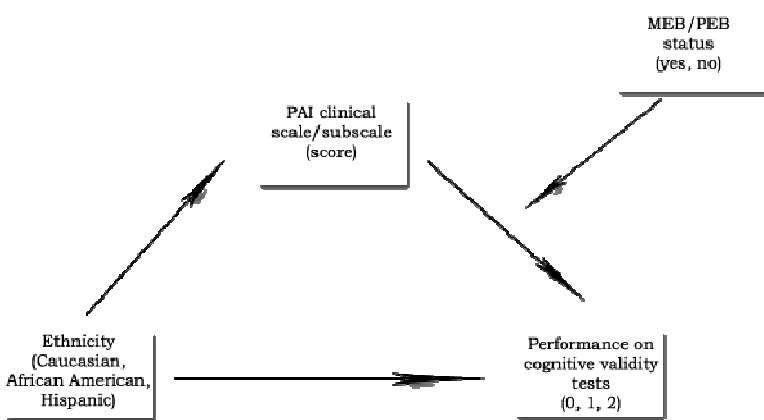 MEB/PEB
status
(yes, no)
PAI clinical
scale/subscale
(score)
Ethnicity
(Caucasian,
African American,
Hispanic)
Performance on
cognitive validity
tests
(0, 1, 2)